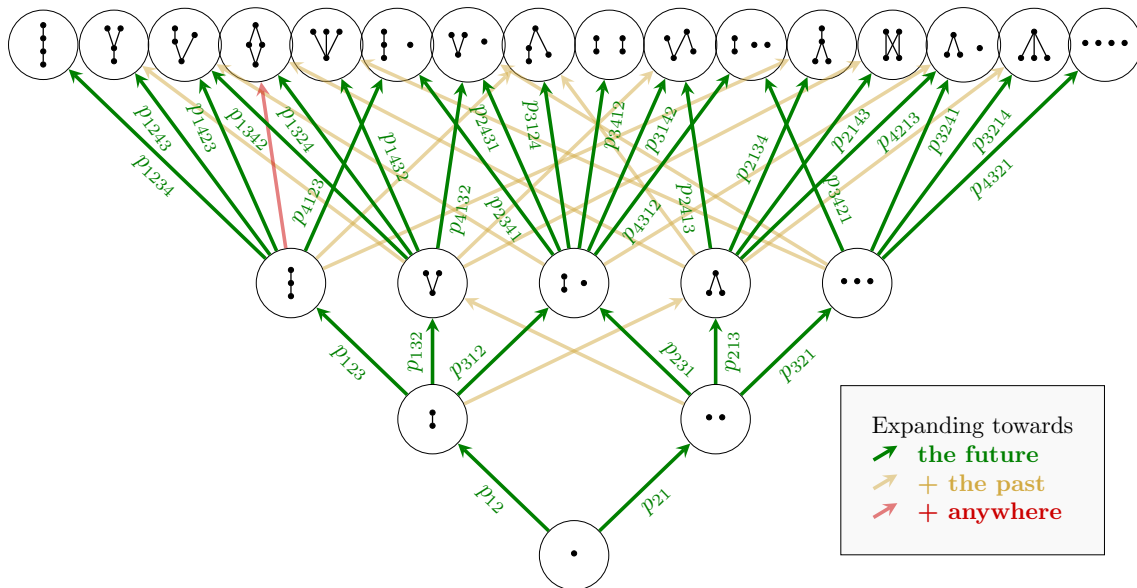 p1243
p1423
p1342
p1324
p2431
p3124
p3412
p3142
p2143
p4213
p3241
p3214
p1234
p1432
p2134
p4321
p4123
p4132
p2341
p4312
p2413
p3421
p123
p132
p312
p231
p213
p321
p12
p21
Expanding towards
the future
+ the past
+ anywhere